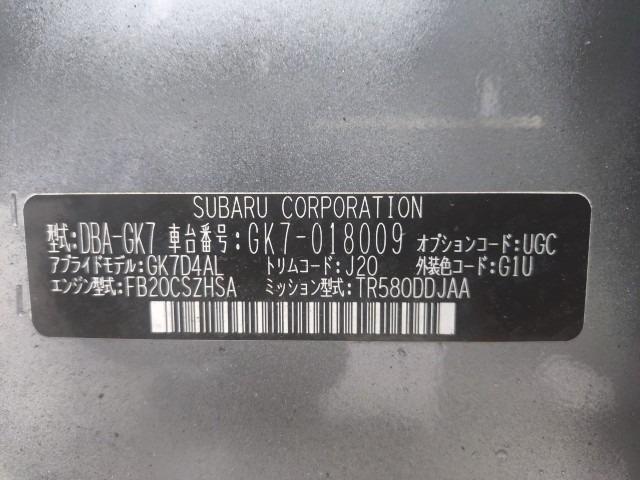 SUBARU CORPORATION
型式:DBA-GK7 車台番号:GK7-018009 オプションコード:UGC
アプライドモデル:GK7D4AL トリムコード:J20 外装色コード:G1U
エンジン型式:FB20CSZHSA ミッション型式:TR580DDJAA